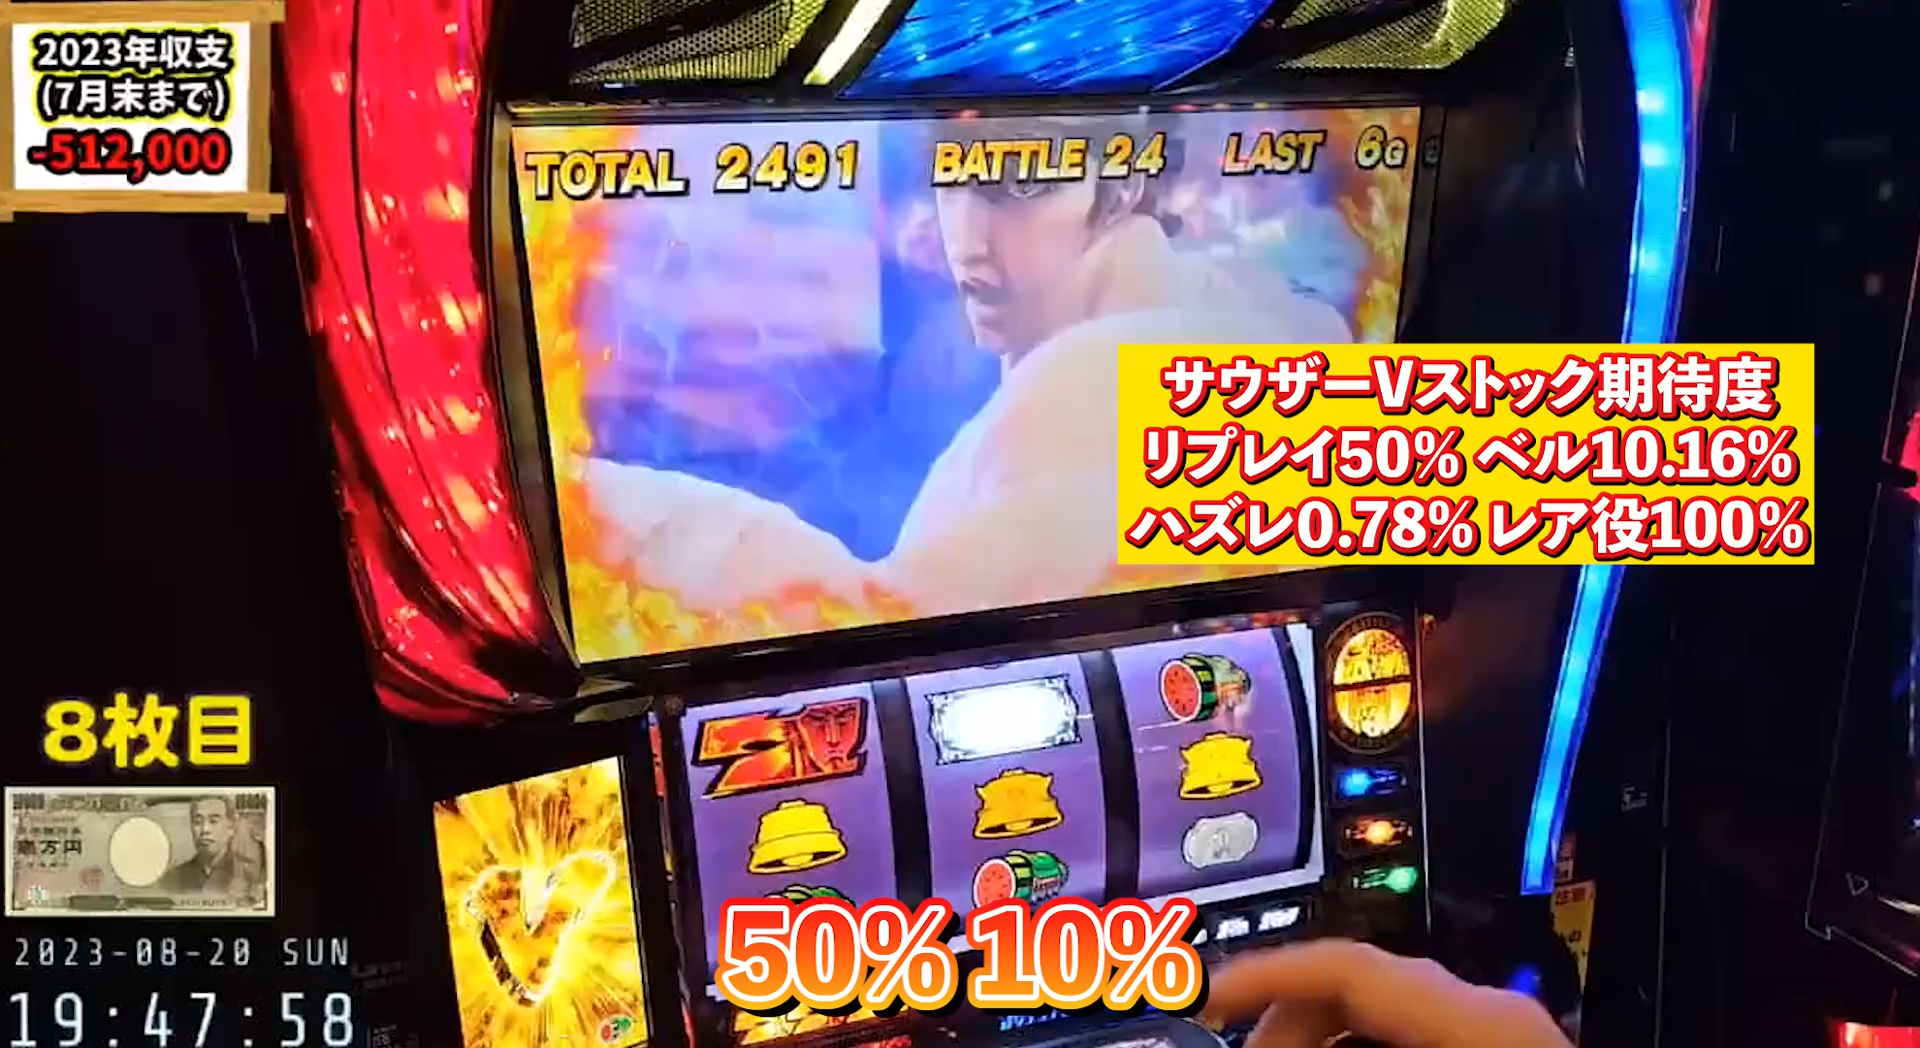 2023年収支
(7月末まで)
-512,000
TOTAL 2491 BATTLE 24 LAST 6G
サウザーVストック期待度
リプレイ50% ベル10.16%
ハズレ0.78% レア役100%
8枚目
壱万円
50% 10%
2023-08-20 SUN
19:47:58